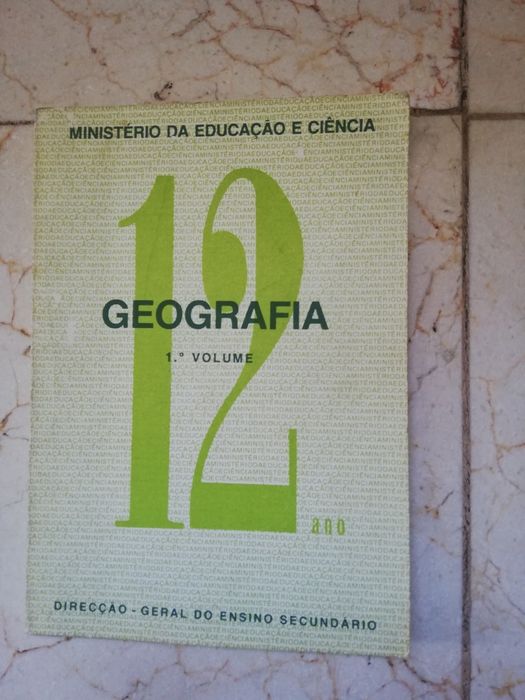 MINISTÉRIO DA EDUCAÇÃO E CIÊNCIA
12
GEOGRAFIA
1.º VOLUME
ano
DIRECÇÃO - GERAL DO ENSINO SECUNDÁRIO